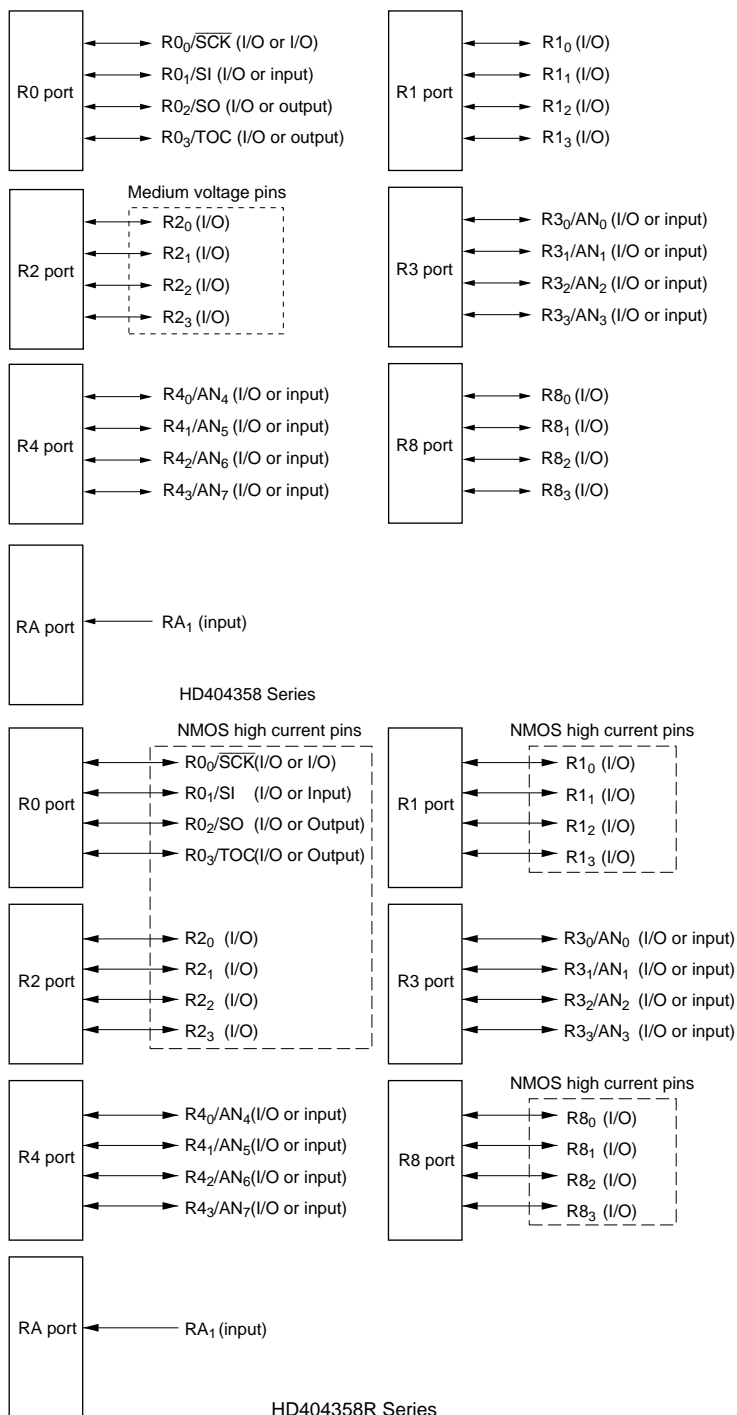 R0 port
R0₀/S̅C̅K̅ (I/O or I/O)
R0₁/SI (I/O or input)
R0₂/SO (I/O or output)
R0₃/TOC (I/O or output)
R1 port
R1₀ (I/O)
R1₁ (I/O)
R1₂ (I/O)
R1₃ (I/O)
Medium voltage pins
R2 port
R2₀ (I/O)
R2₁ (I/O)
R2₂ (I/O)
R2₃ (I/O)
R3 port
R3₀/AN₀ (I/O or input)
R3₁/AN₁ (I/O or input)
R3₂/AN₂ (I/O or input)
R3₃/AN₃ (I/O or input)
R4 port
R4₀/AN₄ (I/O or input)
R4₁/AN₅ (I/O or input)
R4₂/AN₆ (I/O or input)
R4₃/AN₇ (I/O or input)
R8 port
R8₀ (I/O)
R8₁ (I/O)
R8₂ (I/O)
R8₃ (I/O)
RA port
RA₁ (input)
HD404358 Series
NMOS high current pins
R0 port
R0₀/S̅C̅K̅(I/O or I/O)
R0₁/SI (I/O or Input)
R0₂/SO (I/O or Output)
R0₃/TOC(I/O or Output)
NMOS high current pins
R1 port
R1₀ (I/O)
R1₁ (I/O)
R1₂ (I/O)
R1₃ (I/O)
R2 port
R2₀ (I/O)
R2₁ (I/O)
R2₂ (I/O)
R2₃ (I/O)
R3 port
R3₀/AN₀ (I/O or input)
R3₁/AN₁ (I/O or input)
R3₂/AN₂ (I/O or input)
R3₃/AN₃ (I/O or input)
R4 port
R4₀/AN₄(I/O or input)
R4₁/AN₅(I/O or input)
R4₂/AN₆(I/O or input)
R4₃/AN₇(I/O or input)
NMOS high current pins
R8 port
R8₀ (I/O)
R8₁ (I/O)
R8₂ (I/O)
R8₃ (I/O)
RA port
RA₁ (input)
HD404358R Series